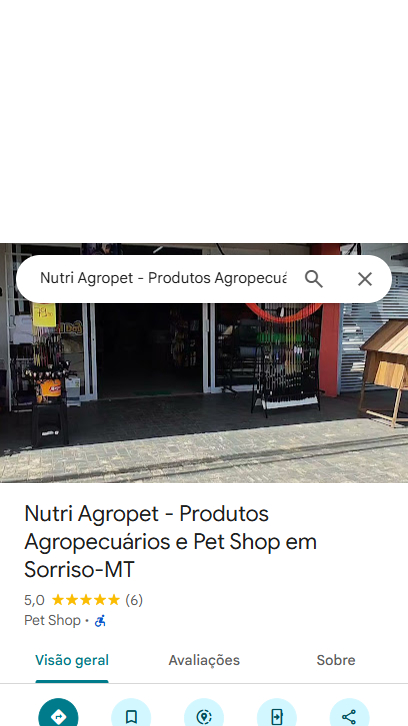 Nutri Agropet - Produtos Agropecuá
Nutri Agropet - Produtos
Agropecuários e Pet Shop em
Sorriso-MT
5,0 (6)
Pet Shop ·
Visão geral
Avaliações
Sobre